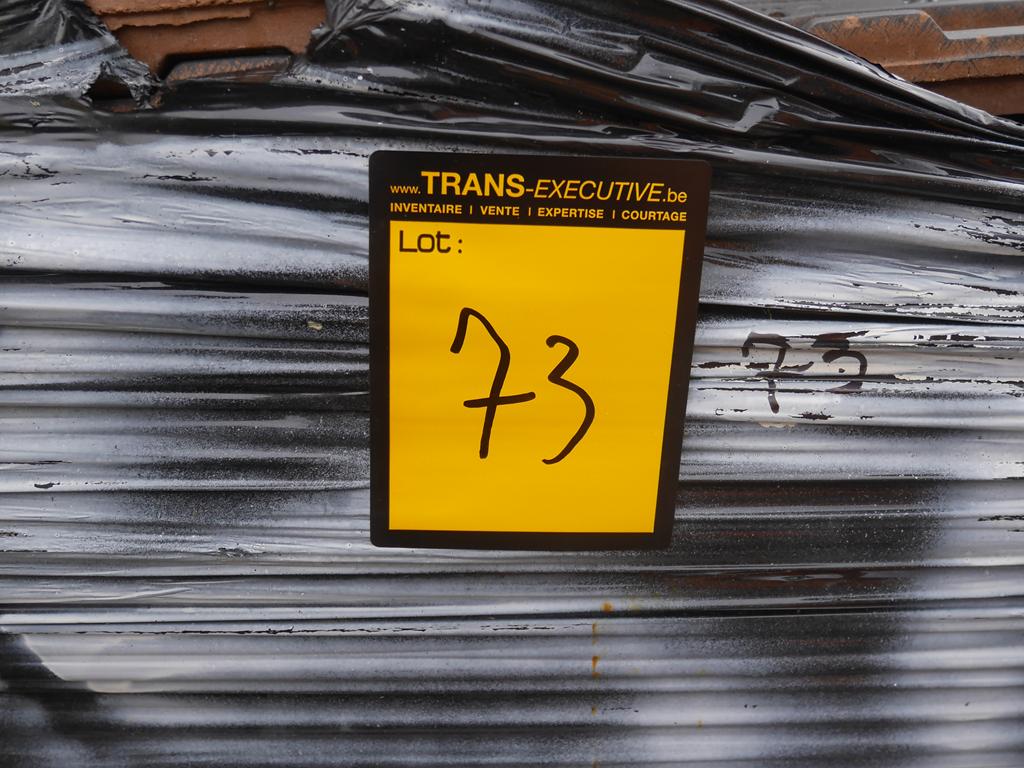 www.TRANS-EXECUTIVE.be
INVENTAIRE | VENTE | EXPERTISE | COURTAGE
Lot:
73
73